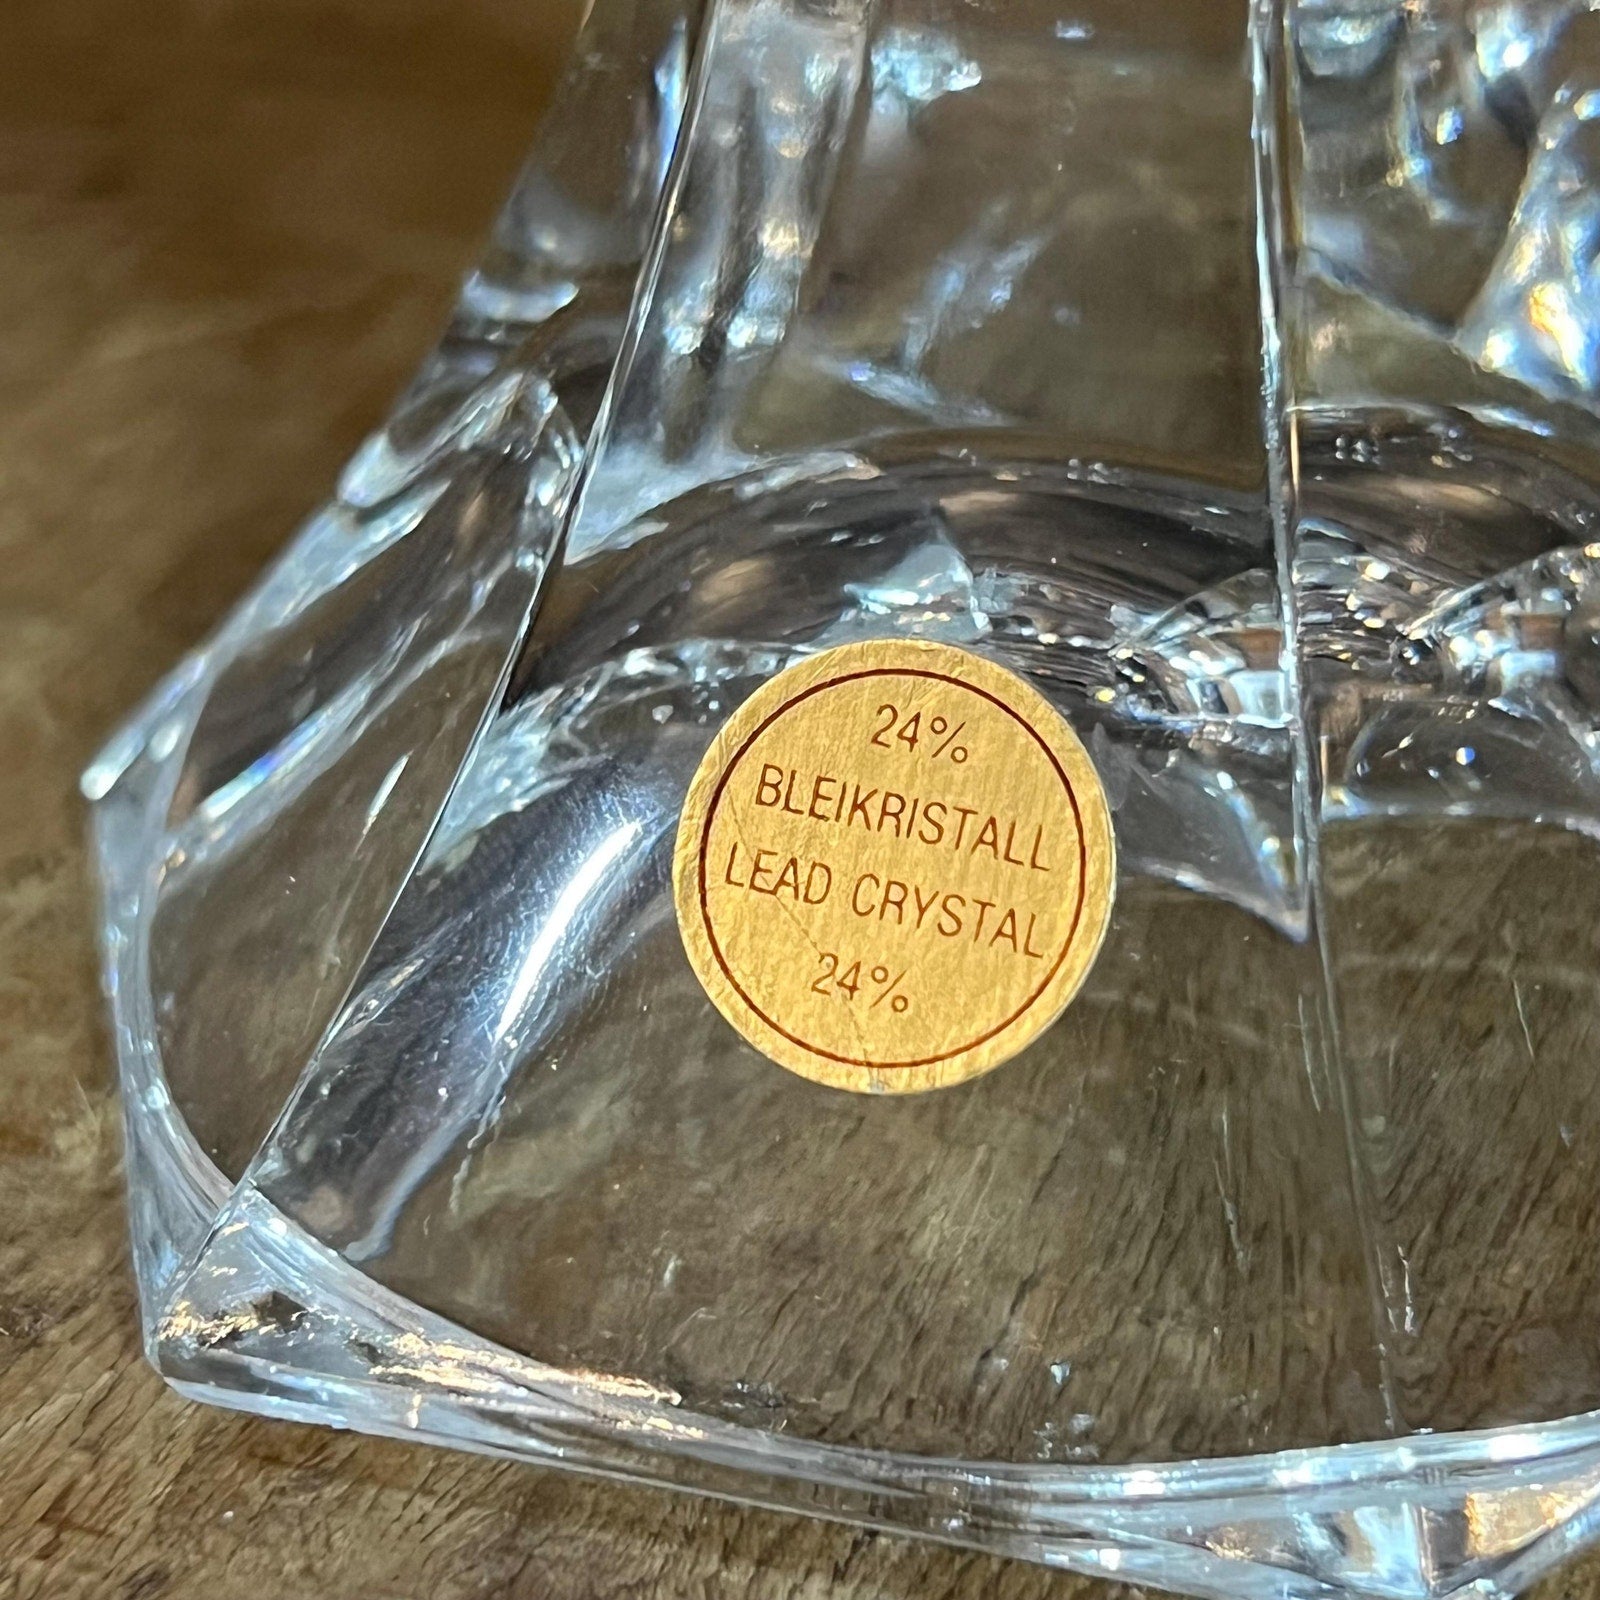 24%
BLEIKRISTALL
LEAD CRYSTAL
24%